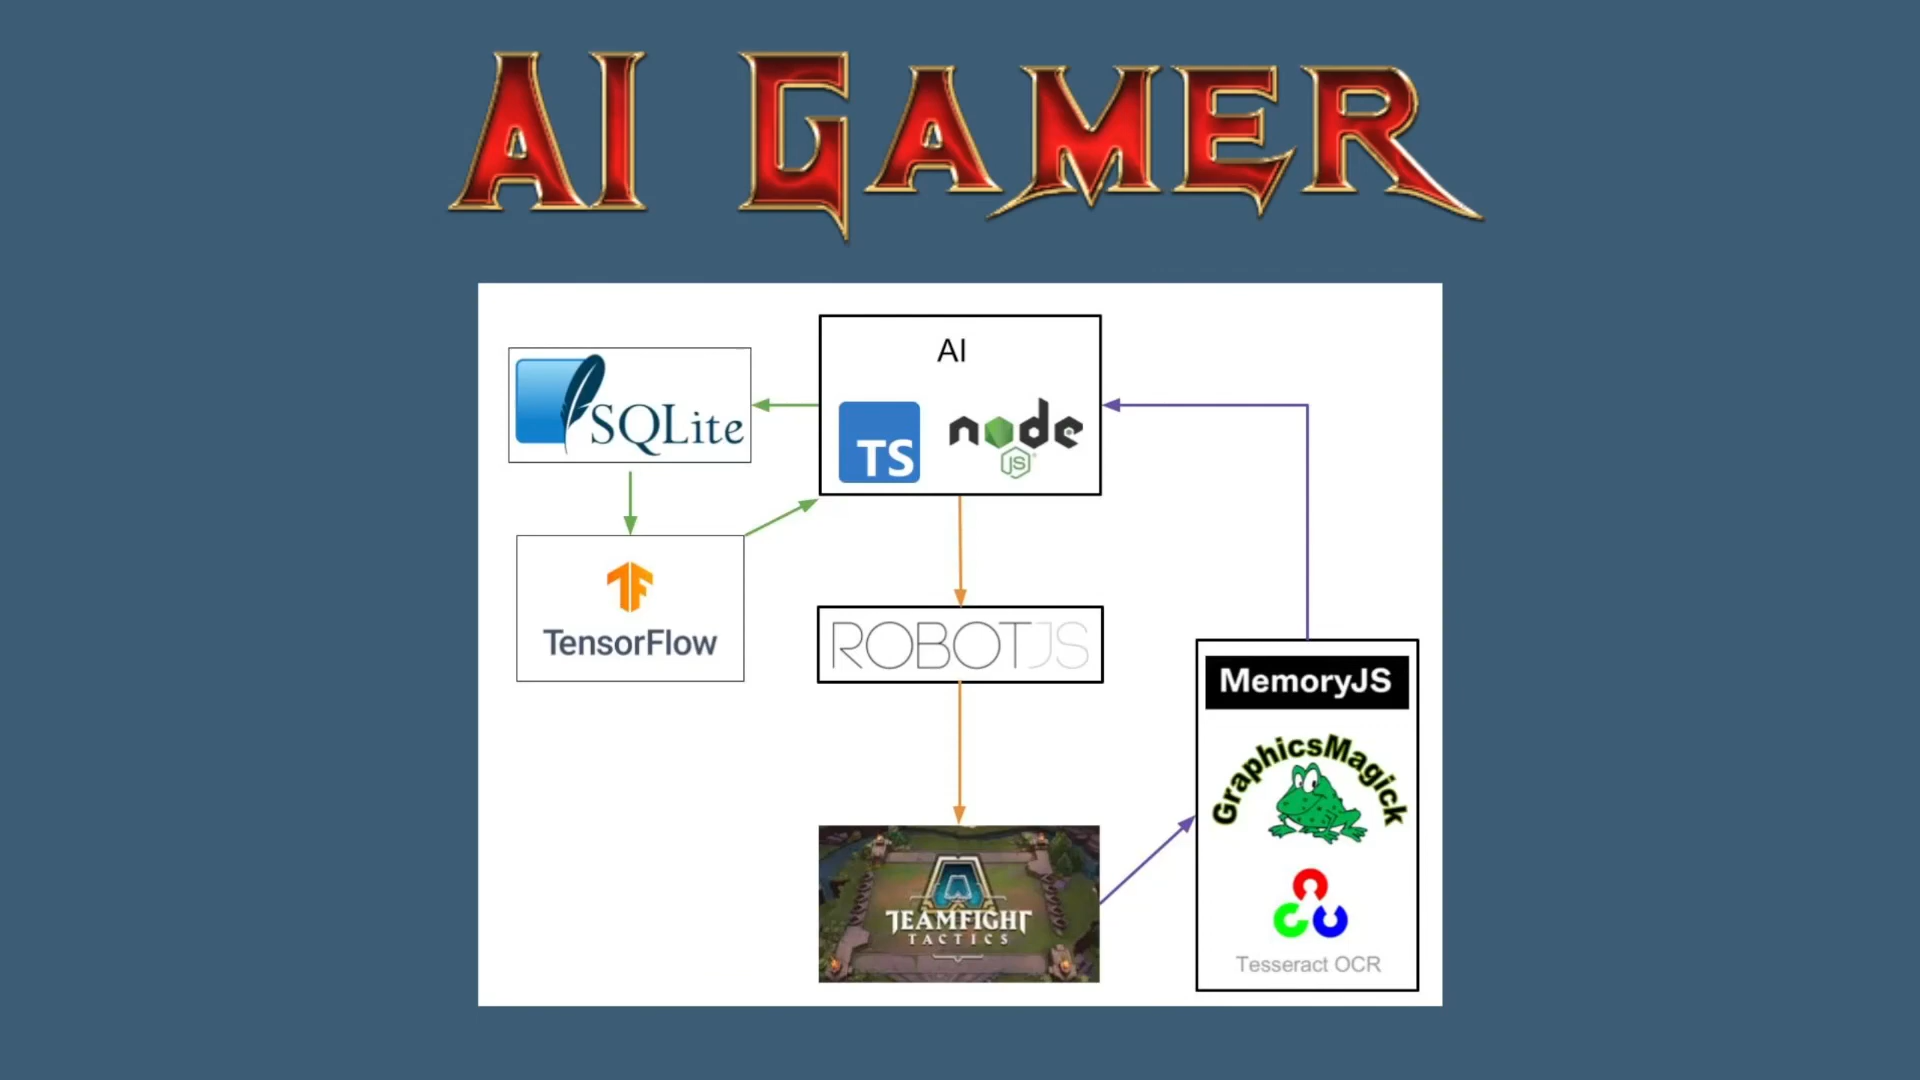 AI GAMER
AI
SQLite
TS
node
JS
TensorFlow
ROBOTJS
MemoryJS
GraphicsMagick
TEAMFIGHT
TACTICS
Tesseract OCR